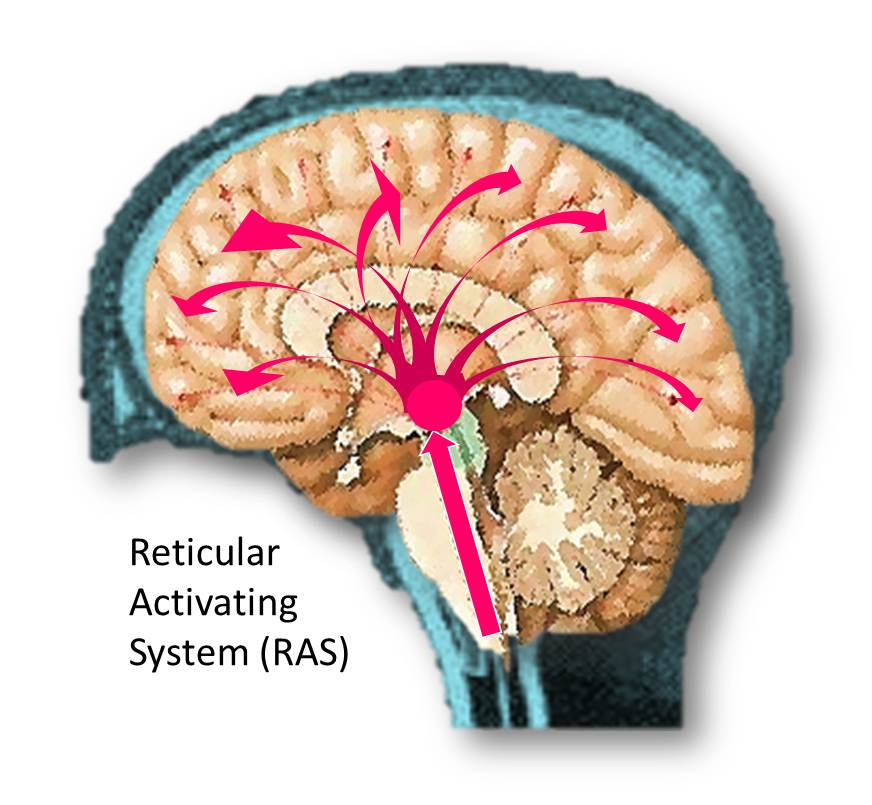 Reticular
Activating
System (RAS)